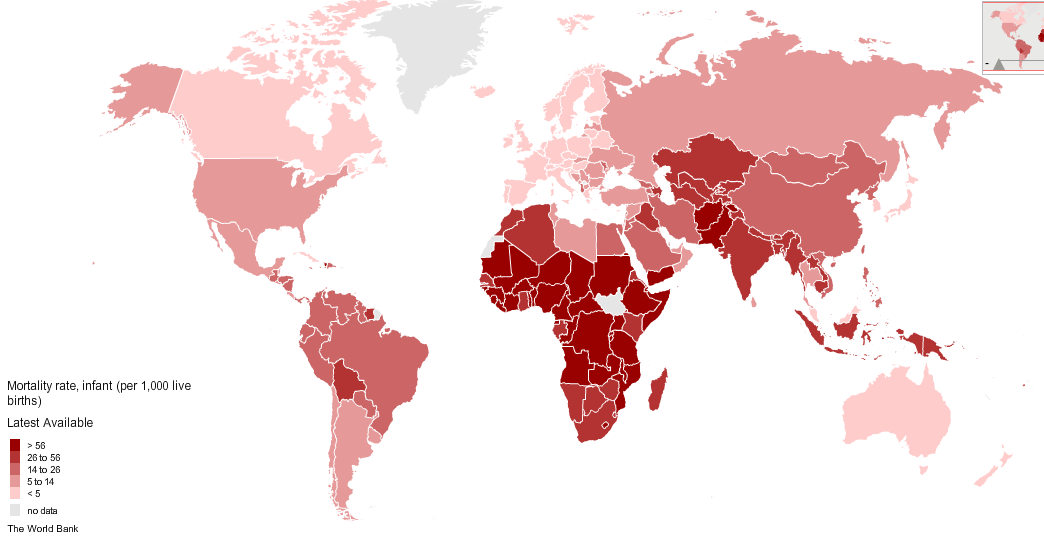 Mortality rate, infant (per 1,000 live
births)
Latest Available
> 56
26 to 56
14 to 26
5 to 14
< 5
no data
The World Bank